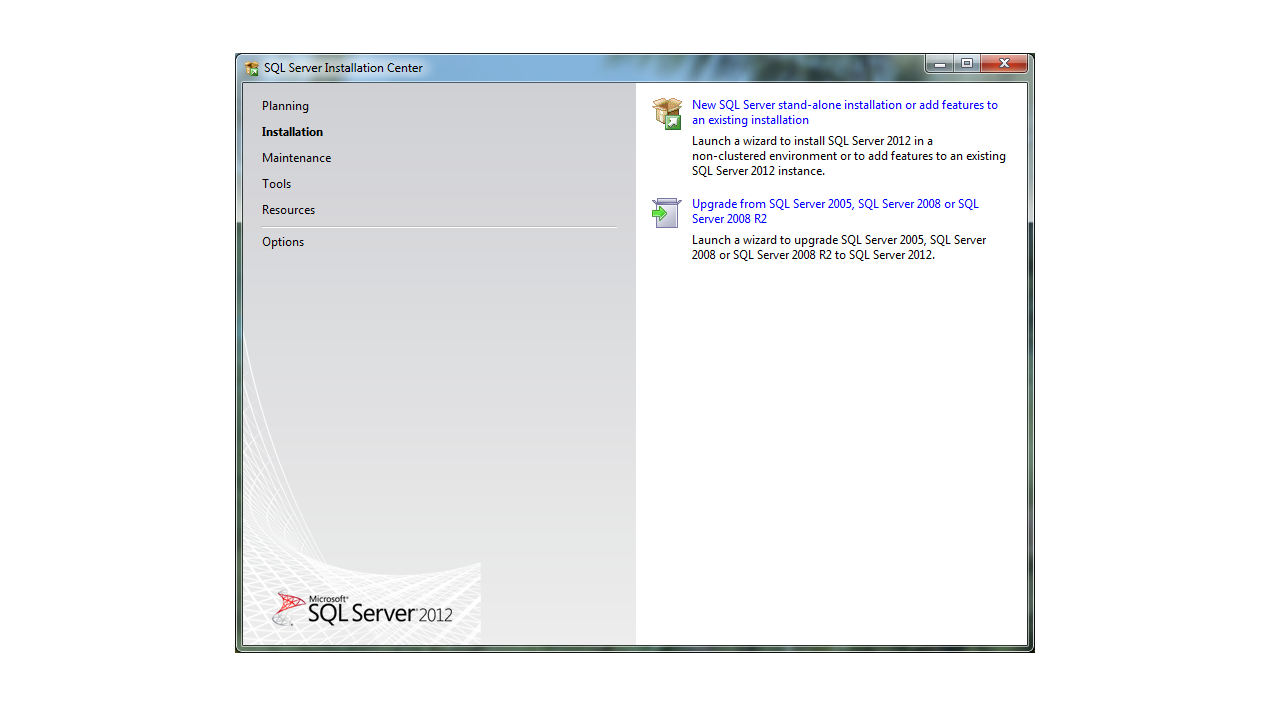 SQL Server Installation Center
Planning
Installation
Maintenance
Tools
Resources
Options
New SQL Server stand-alone installation or add features to
an existing installation
Launch a wizard to install SQL Server 2012 in a
non-clustered environment or to add features to an existing
SQL Server 2012 instance.
Upgrade from SQL Server 2005, SQL Server 2008 or SQL
Server 2008 R2
Launch a wizard to upgrade SQL Server 2005, SQL Server
2008 or SQL Server 2008 R2 to SQL Server 2012.
Microsoft®
SQL Server® 2012